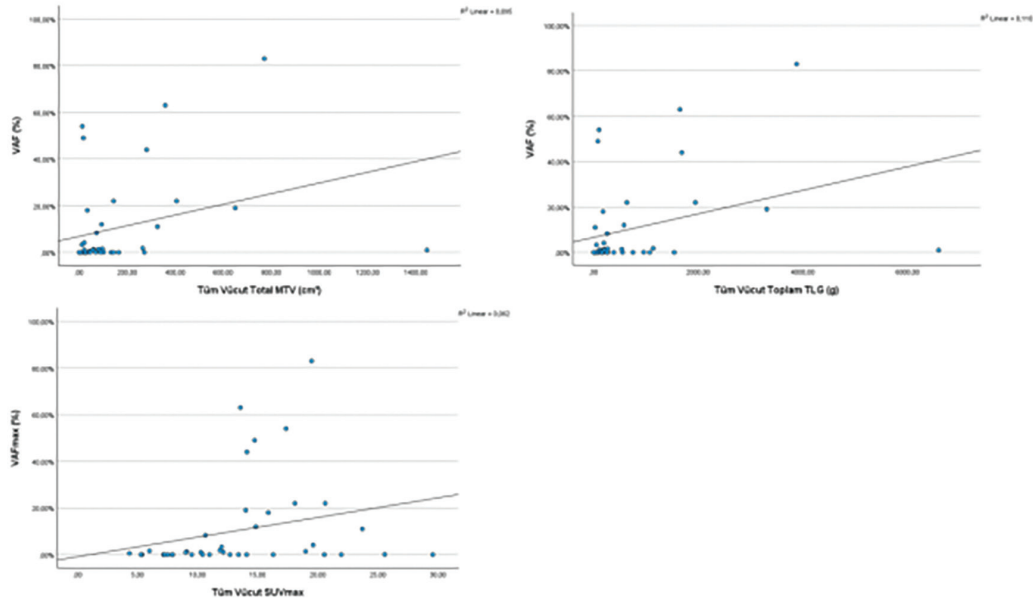 R² Linear = 0,095
100,00%
80,00%
60,00%
40,00%
20,00%
,00%
VAF (%)
,00 200,00 400,00 600,00 800,00 1000,00 1200,00 1400,00
Tüm Vücut Total MTV (cm³)
R² Linear = 0,110
100,00%
80,00%
60,00%
40,00%
20,00%
,00%
VAF (%)
,00 2000,00 4000,00 6000,00
Tüm Vücut Toplam TLG (g)
R² Linear = 0,062
100,00%
80,00%
60,00%
40,00%
20,00%
,00%
VAFmax (%)
,00 5,00 10,00 15,00 20,00 25,00 30,00
Tüm Vücut SUVmax